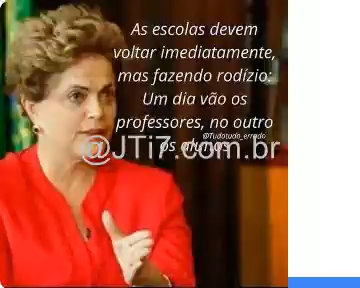 As escolas devem
voltar imediatamente,
mas fazendo rodízio:
Um dia vão os
professores, no outro
@Tudotudo_errado
os alunos
@JTi7.com.br